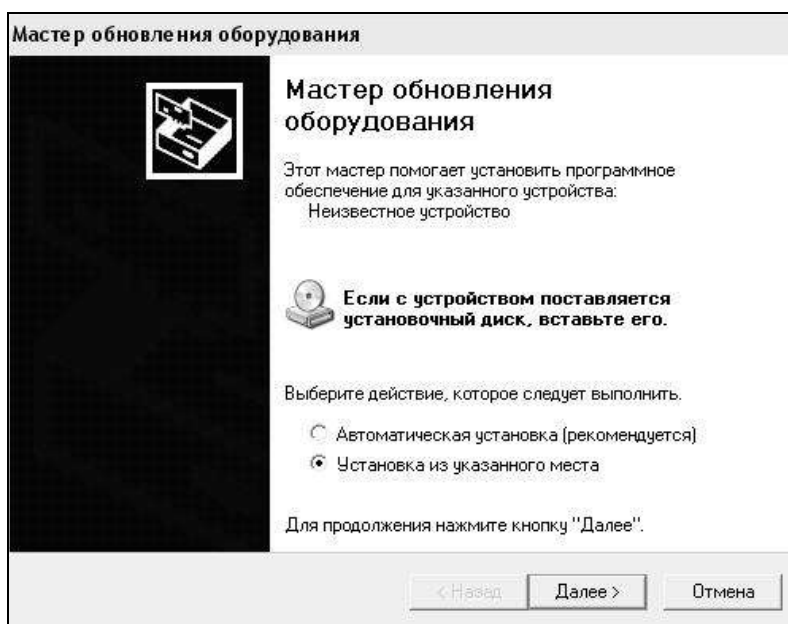 Мастер обновления оборудования
Мастер обновления
оборудования
Этот мастер помогает установить программное
обеспечение для указанного устройства:
Неизвестное устройство
Если с устройством поставляется
установочный диск, вставьте его.
Выберите действие, которое следует выполнить.
Автоматическая установка (рекомендуется)
Установка из указанного места
Для продолжения нажмите кнопку "Далее".
< Назад
Далее >
Отмена